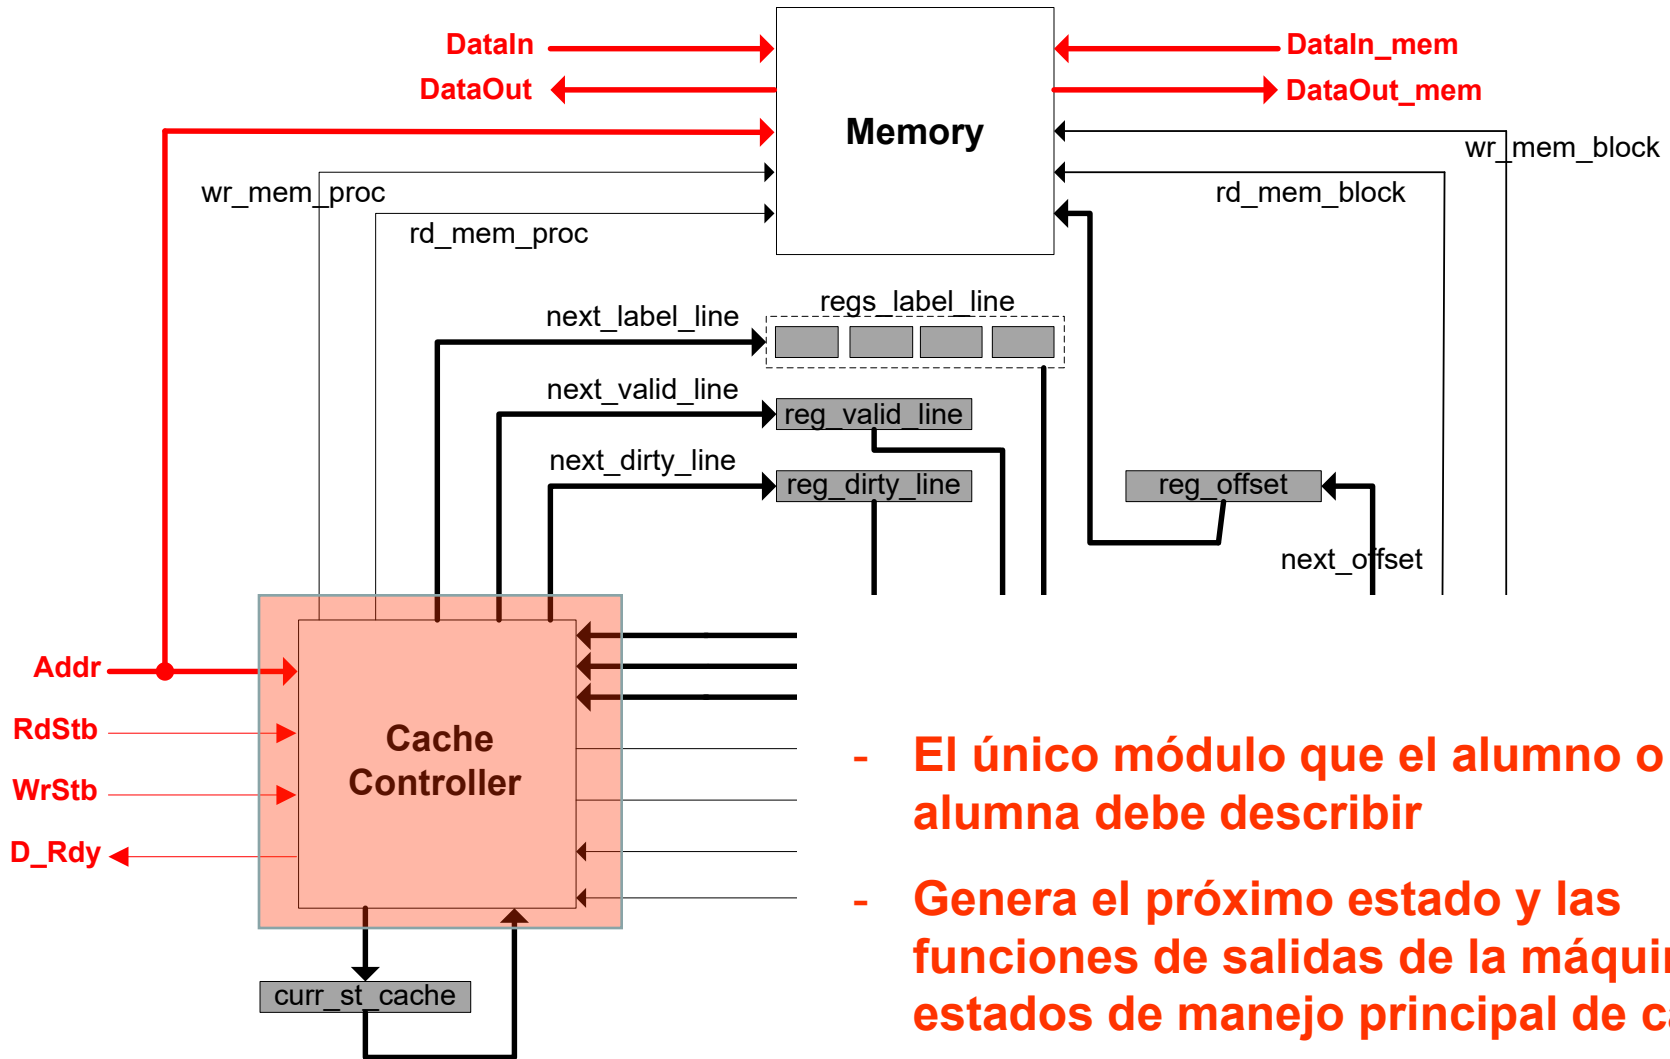 DataIn
DataOut
DataIn_mem
DataOut_mem
Memory
wr_mem_proc
rd_mem_proc
wr_mem_block
rd_mem_block
regs_label_line
next_label_line
next_valid_line
reg_valid_line
next_dirty_line
reg_dirty_line
reg_offset
next_offset
Addr
RdStb
WrStb
D_Rdy
Cache
Controller
curr_st_cache
- El único módulo que el alumno o
alumna debe describir
- Genera el próximo estado y las
funciones de salidas de la
estados de manejo principal de